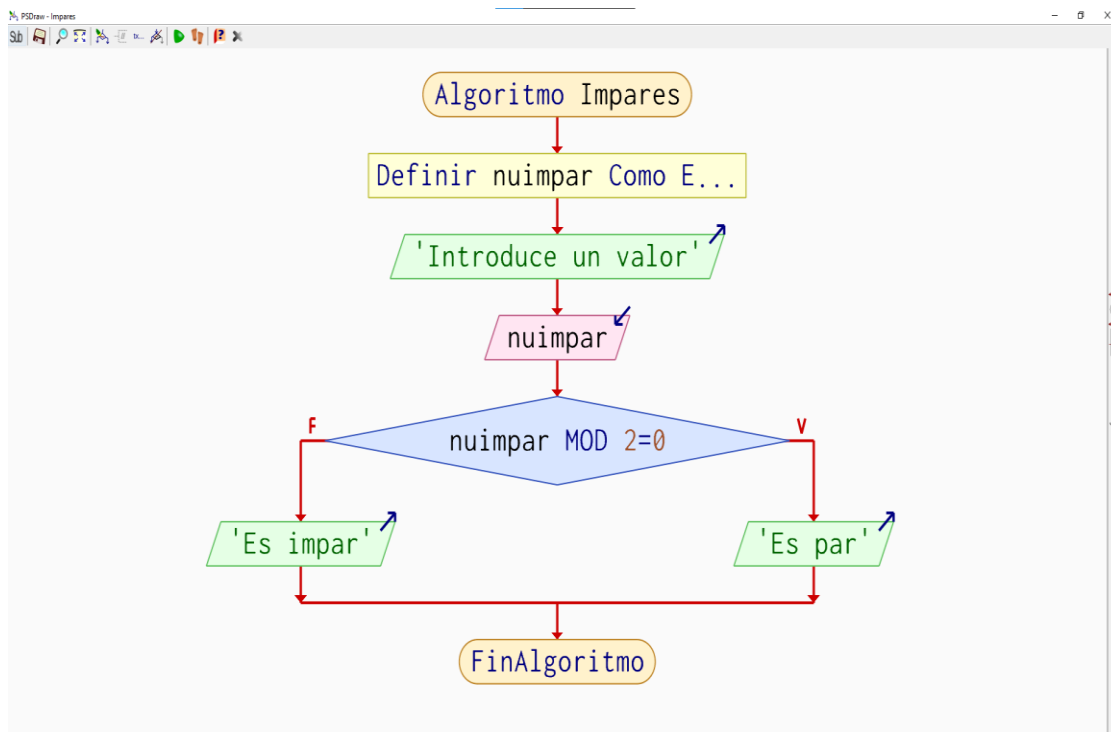 PSDraw - Impares
Sub
Algoritmo Impares
Definir nuimpar Como E...
'Introduce un valor'
nuimpar
F
V
nuimpar MOD 2=0
'Es impar'
'Es par'
FinAlgoritmo